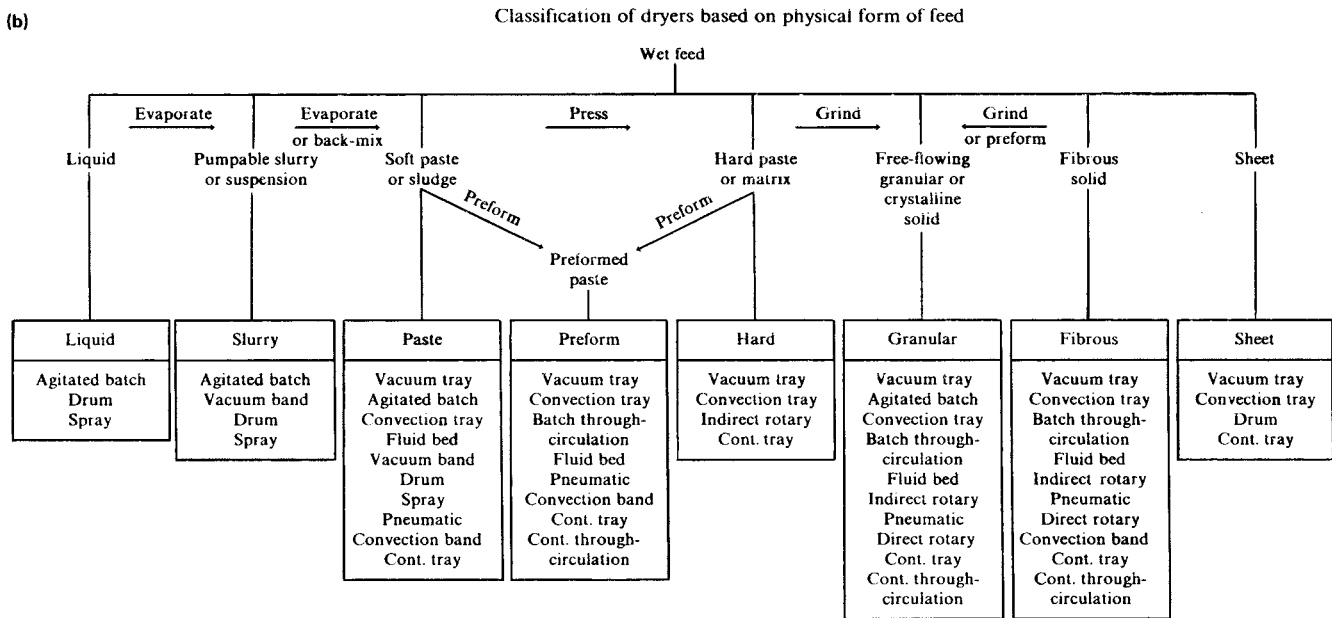 (b)
Classification of dryers based on physical form of feed
Wet feed
Evaporate
Evaporate
or back-mix
Press
Grind
Grind
or preform
Liquid
Pumpable slurry
or suspension
Soft paste
or sludge
Hard paste
or matrix
Free-flowing
granular or
crystalline
solid
Fibrous
solid
Sheet
Preform
Preform
Preformed
paste
Liquid
Agitated batch
Drum
Spray
Slurry
Agitated batch
Vacuum band
Drum
Spray
Paste
Vacuum tray
Agitated batch
Convection tray
Fluid bed
Vacuum band
Drum
Spray
Pneumatic
Convection band
Cont. tray
Preform
Vacuum tray
Convection tray
Batch through-
circulation
Fluid bed
Pneumatic
Convection band
Cont. tray
Cont. through-
circulation
Hard
Vacuum tray
Convection tray
Indirect rotary
Cont. tray
Granular
Vacuum tray
Agitated batch
Convection tray
Batch through-
circulation
Fluid bed
Indirect rotary
Pneumatic
Direct rotary
Cont. tray
Cont. through-
circulation
Fibrous
Vacuum tray
Convection tray
Batch through-
circulation
Fluid bed
Indirect rotary
Pneumatic
Direct rotary
Convection band
Cont. tray
Cont. through-
circulation
Sheet
Vacuum tray
Convection tray
Drum
Cont. tray